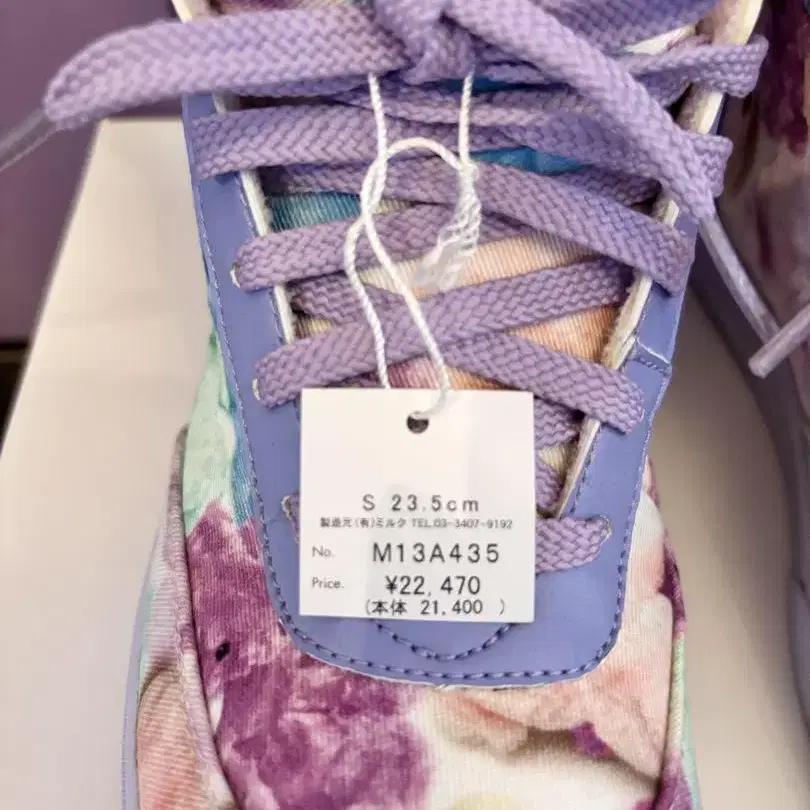 S 23.5cm
製造元(有)ミルク TEL.03-3407-9192
No. M13A435
Price. ¥22,470
(本体 21,400 )